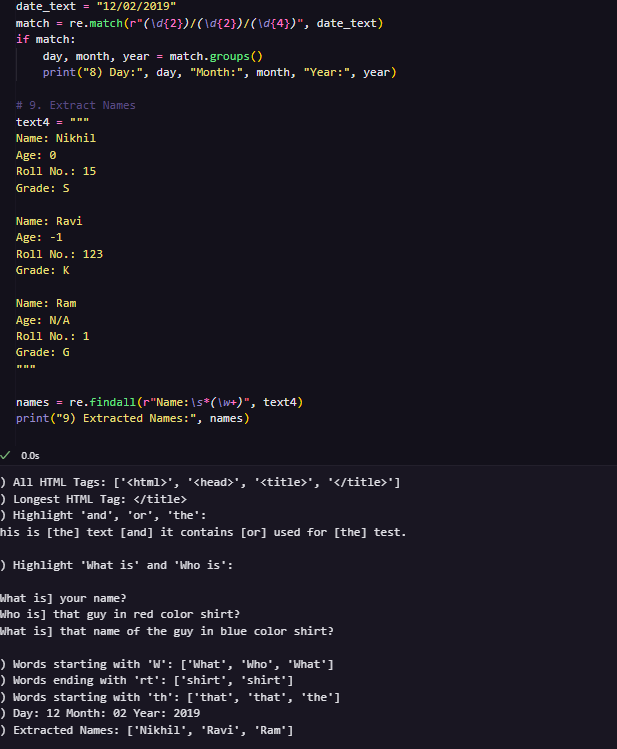 date_text = "12/02/2019"
match = re.match(r"(\d{2})/(\d{2})/(\d{4})", date_text)
if match:
    day, month, year = match.groups()
    print("8) Day:", day, "Month:", month, "Year:", year)
# 9. Extract Names
text4 = """
Name: Nikhil
Age: 0
Roll No.: 15
Grade: S
Name: Ravi
Age: -1
Roll No.: 123
Grade: K
Name: Ram
Age: N/A
Roll No.: 1
Grade: G
"""
names = re.findall(r"Name:\s*(\w+)", text4)
print("9) Extracted Names:", names)
0.0s
) All HTML Tags: ['<html>', '<head>', '<title>', '</title>']
) Longest HTML Tag: </title>
) Highlight 'and', 'or', 'the':
his is [the] text [and] it contains [or] used for [the] test.
) Highlight 'What is' and 'Who is':
What is] your name?
Who is] that guy in red color shirt?
What is] that name of the guy in blue color shirt?
) Words starting with 'W': ['What', 'Who', 'What']
) Words ending with 'rt': ['shirt', 'shirt']
) Words starting with 'th': ['that', 'that', 'the']
) Day: 12 Month: 02 Year: 2019
) Extracted Names: ['Nikhil', 'Ravi', 'Ram']